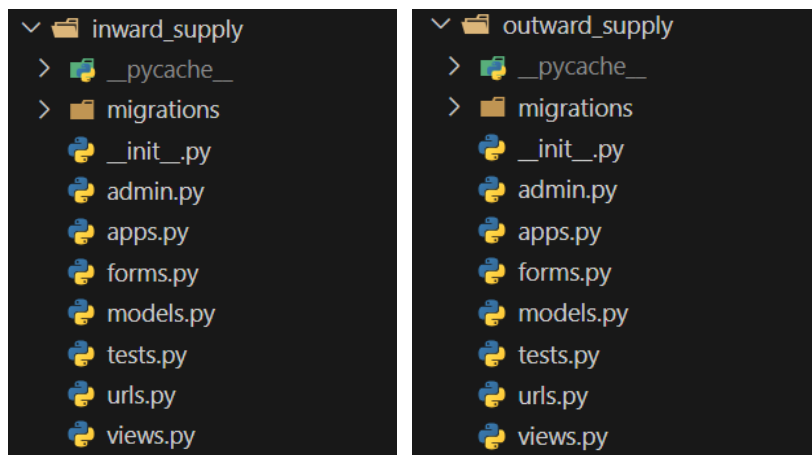 inward_supply
__pycache__
migrations
__init__.py
admin.py
apps.py
forms.py
models.py
tests.py
urls.py
views.py
outward_supply
__pycache__
migrations
__init__.py
admin.py
apps.py
forms.py
models.py
tests.py
urls.py
views.py